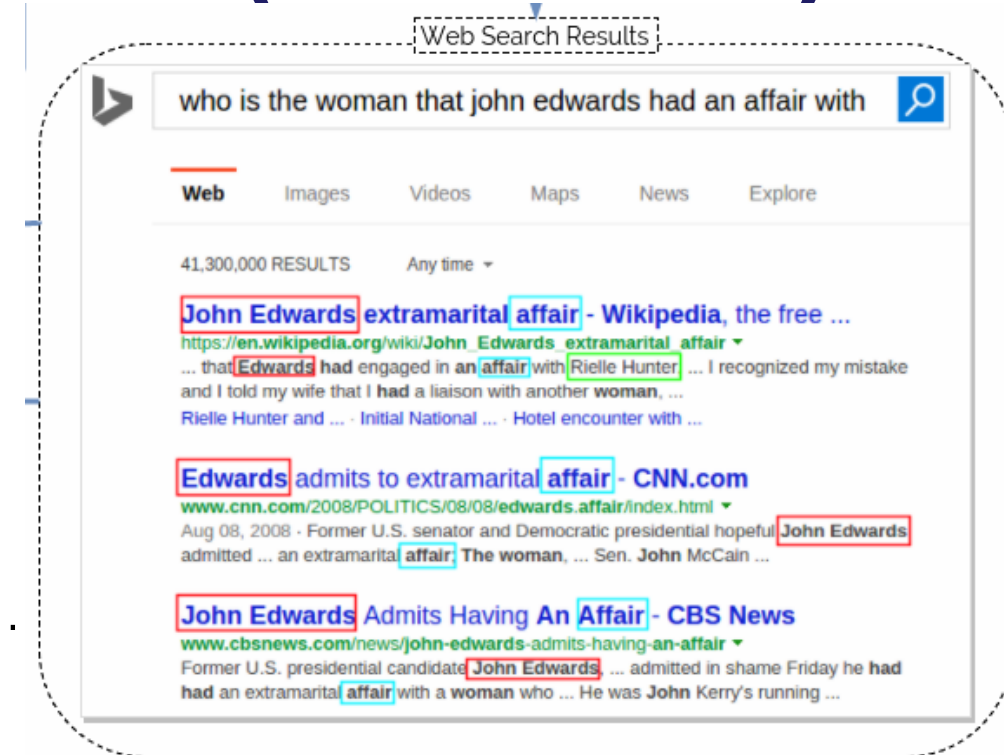 Web Search Results
who is the woman that john edwards had an affair with
Web Images Videos Maps News Explore
41,300,000 RESULTS Any time
John Edwards extramarital affair - Wikipedia, the free ...
https://en.wikipedia.org/wiki/John_Edwards_extramarital_affair
... that Edwards had engaged in an affair with Rielle Hunter, ... I recognized my mistake
and I told my wife that I had a liaison with another woman, ...
Rielle Hunter and ... · Initial National ... · Hotel encounter with ...
Edwards admits to extramarital affair - CNN.com
www.cnn.com/2008/POLITICS/08/08/edwards.affair/index.html
Aug 08, 2008 · Former U.S. senator and Democratic presidential hopeful John Edwards
admitted ... an extramarital affair; The woman, ... Sen. John McCain ...
John Edwards Admits Having An Affair - CBS News
www.cbsnews.com/news/john-edwards-admits-having-an-affair
Former U.S. presidential candidate John Edwards, ... admitted in shame Friday he had
had an extramarital affair with a woman who ... He was John Kerry's running ...